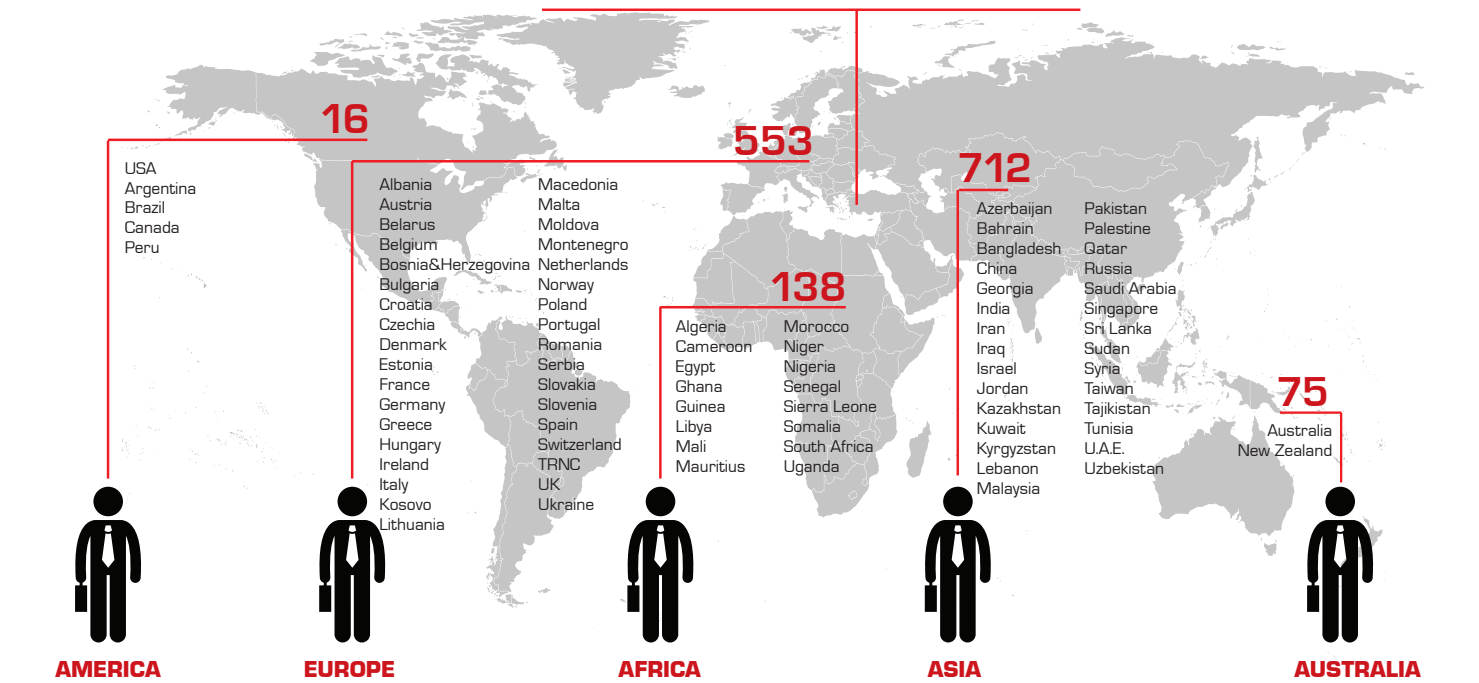 16
USA
Argentina
Brazil
Canada
Peru
AMERICA
553
Albania
Austria
Belarus
Belgium
Bosnia&Herzegovina
Bulgaria
Croatia
Czechia
Denmark
Estonia
France
Germany
Greece
Hungary
Ireland
Italy
Kosovo
Lithuania
Macedonia
Malta
Moldova
Montenegro
Netherlands
Norway
Poland
Portugal
Romania
Serbia
Slovakia
Slovenia
Spain
Switzerland
TRNC
UK
Ukraine
EUROPE
138
Algeria
Cameroon
Egypt
Ghana
Guinea
Libya
Mali
Mauritius
Morocco
Niger
Nigeria
Senegal
Sierra Leone
Somalia
South Africa
Uganda
AFRICA
712
Azerbaijan
Bahrain
Bangladesh
China
Georgia
India
Iran
Iraq
Israel
Jordan
Kazakhstan
Kuwait
Kyrgyzstan
Lebanon
Malaysia
Pakistan
Palestine
Qatar
Russia
Saudi Arabia
Singapore
Sri Lanka
Sudan
Syria
Taiwan
Tajikistan
Tunisia
U.A.E.
Uzbekistan
ASIA
75
Australia
New Zealand
AUSTRALIA